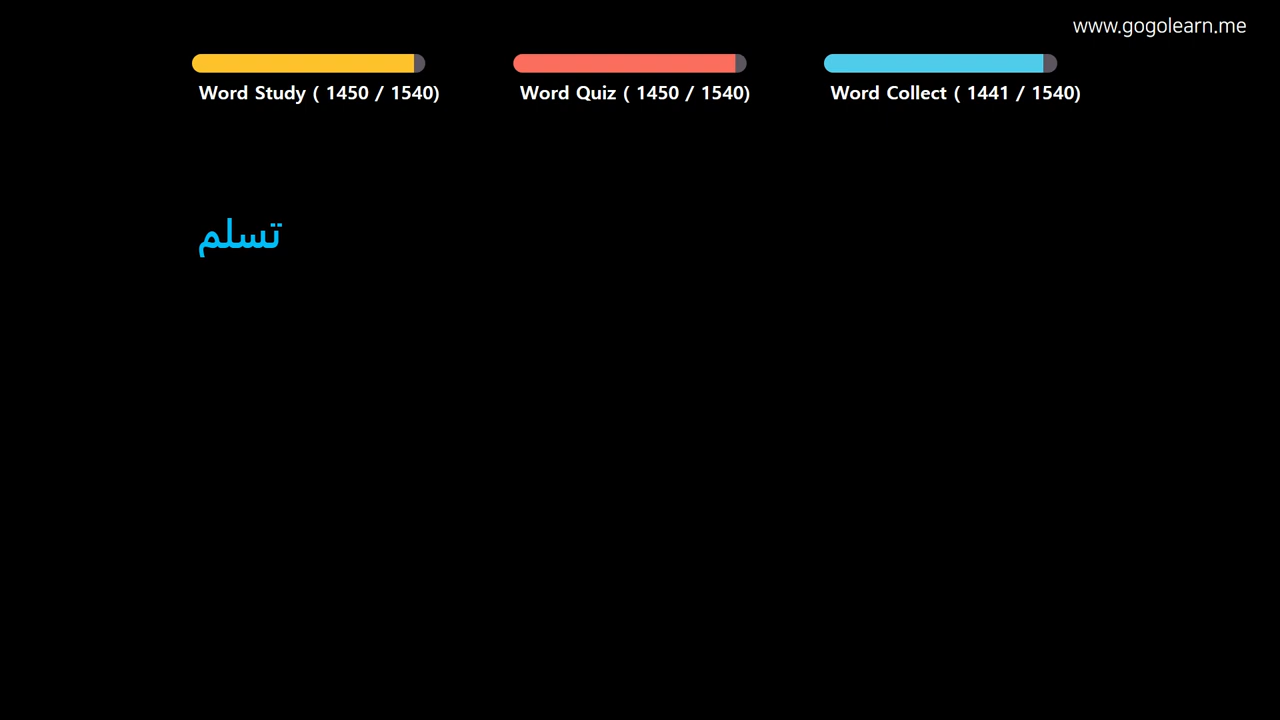 www.gogolearn.me
Word Study ( 1450 / 1540)
Word Quiz ( 1450 / 1540)
Word Collect ( 1441 / 1540)
تسلم